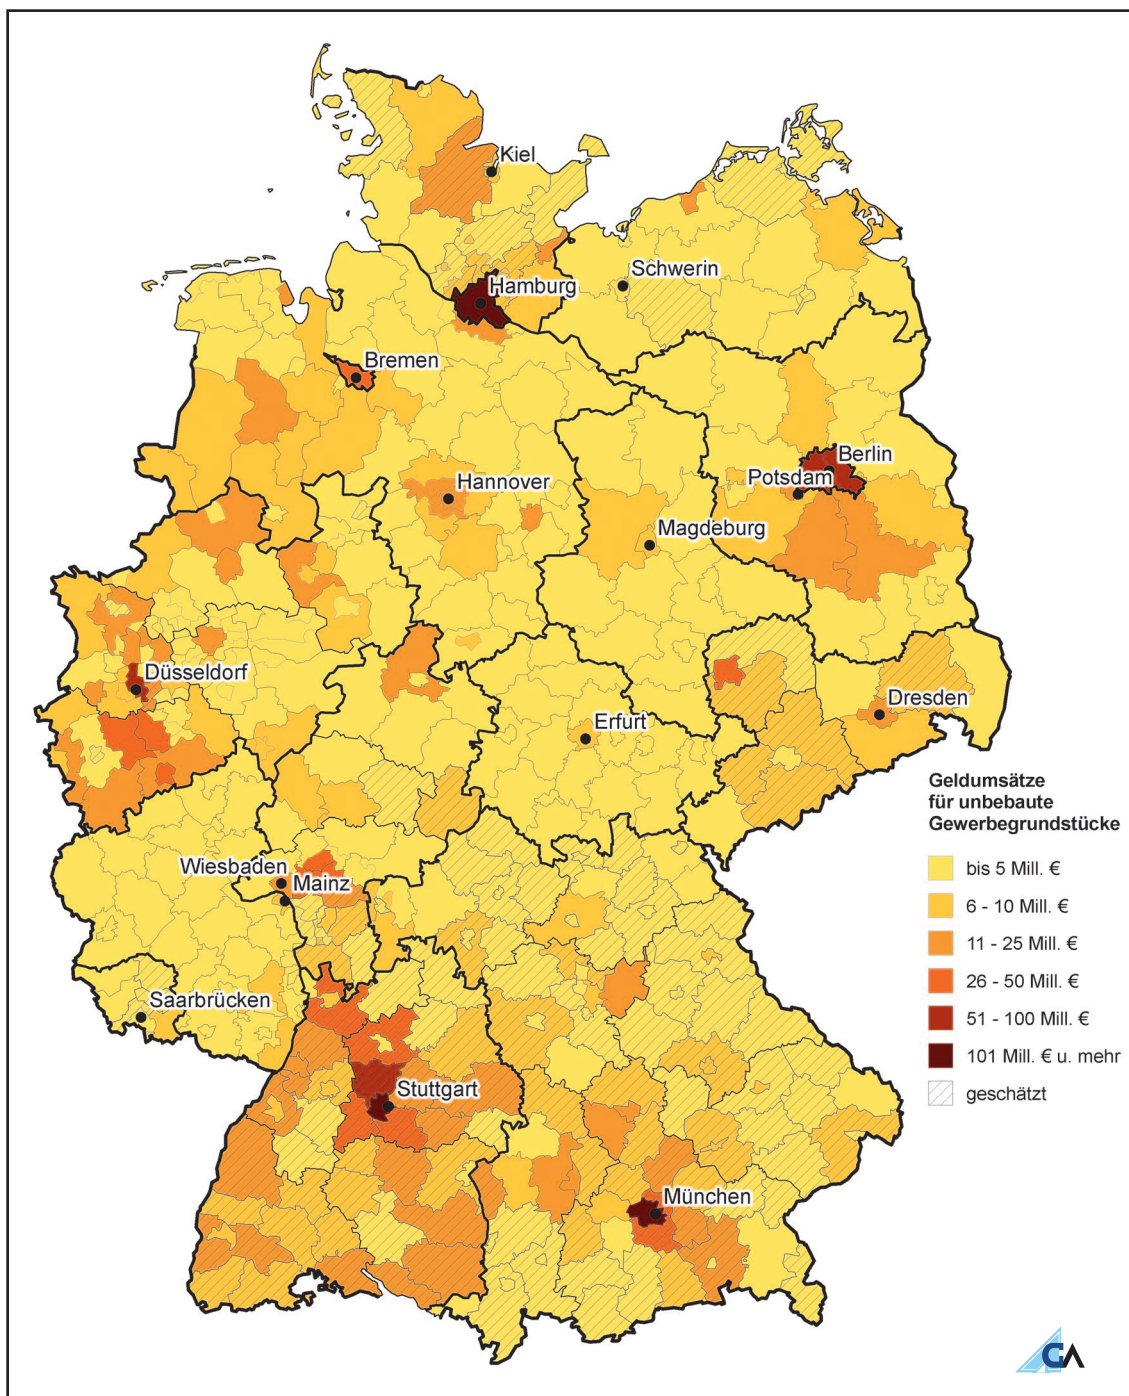 Kiel
Schwerin
Hamburg
Bremen
Berlin
Potsdam
Hannover
Magdeburg
Düsseldorf
Dresden
Erfurt
Geldumsätze
für unbebaute
Gewerbegrundstücke
bis 5 Mill. €
6 - 10 Mill. €
11 - 25 Mill. €
26 - 50 Mill. €
51 - 100 Mill. €
101 Mill. € u. mehr
geschätzt
Wiesbaden
Mainz
Saarbrücken
Stuttgart
München
GA